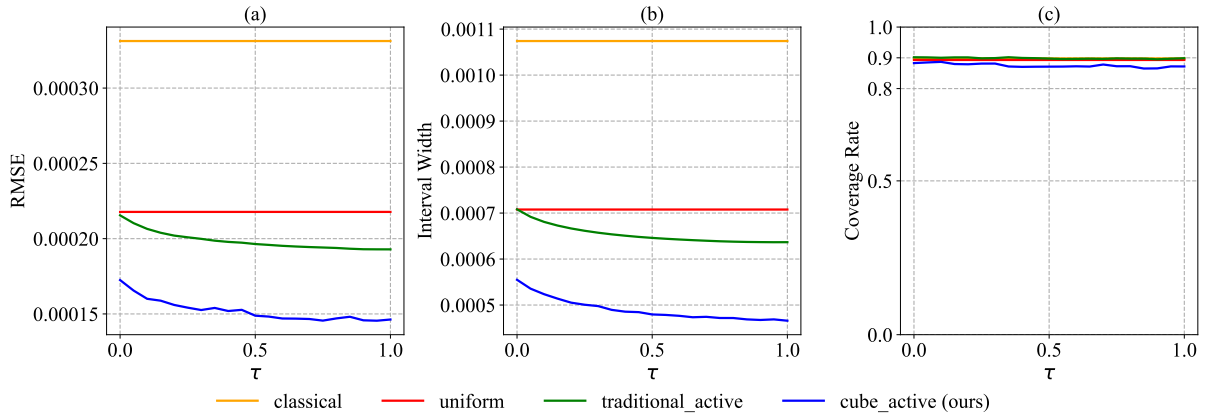 (a)
(b)
(c)
RMSE
0.00030
0.00025
0.00020
0.00015
0.0
0.5
1.0
τ
Interval Width
0.0011
0.0010
0.0009
0.0008
0.0007
0.0006
0.0005
0.0
0.5
1.0
τ
Coverage Rate
1.0
0.9
0.8
0.5
0.0
0.0
0.5
1.0
τ
classical
uniform
traditional_active
cube_active (ours)